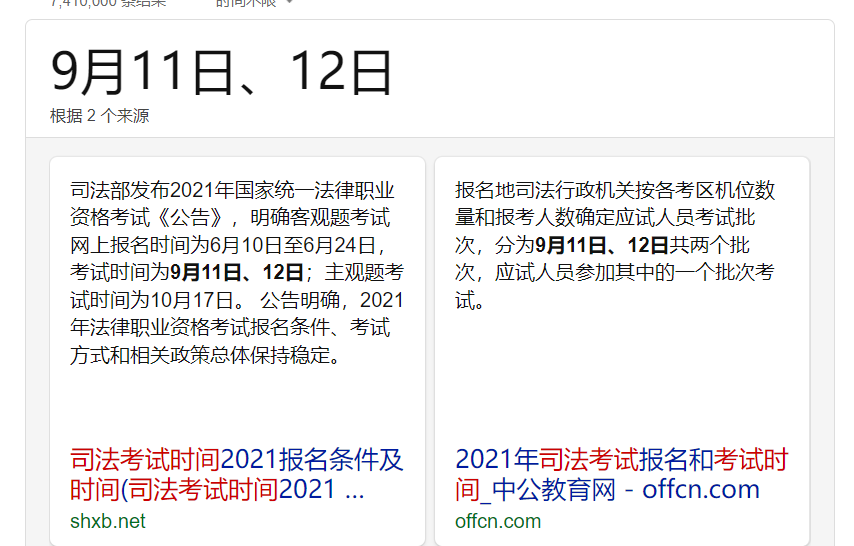 7,410,000 条结果 时间不限
9月11日、12日
根据 2 个来源
司法部发布2021年国家统一法律职业
资格考试《公告》，明确客观题考试
网上报名时间为6月10日至6月24日，
考试时间为9月11日、12日；主观题考
试时间为10月17日。 公告明确，2021
年法律职业资格考试报名条件、考试
方式和相关政策总体保持稳定。
司法考试时间2021报名条件及
时间(司法考试时间2021 ...
shxb.net
报名地司法行政机关按各考区机位数
量和报考人数确定应试人员考试批
次，分为9月11日、12日共两个批
次，应试人员参加其中的一个批次考
试。
2021年司法考试报名和考试时
间_中公教育网 - offcn.com
offcn.com